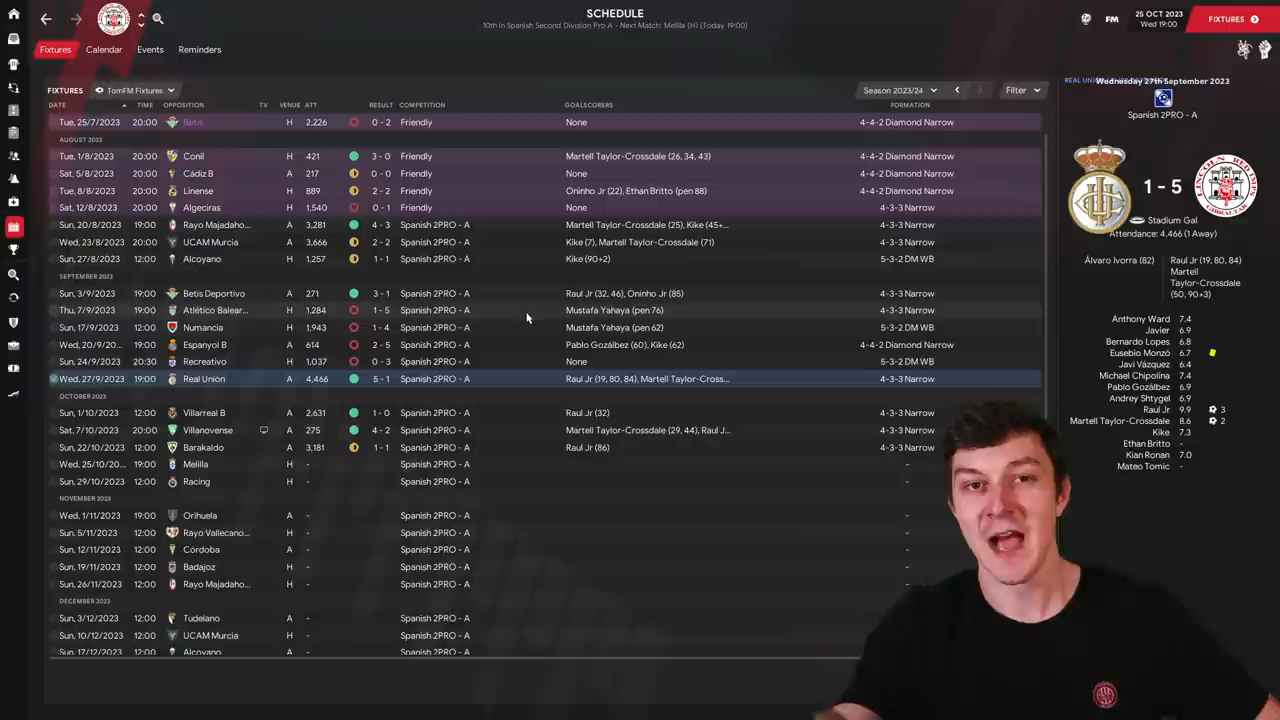 SCHEDULE
10th in Spanish Second Division Pro A - Next Match: Melilla (H) (Today 19:00)
FM
25 OCT 2023
Wed 19:00
FIXTURES
Fixtures Calendar Events Reminders
FIXTURES TomFM Fixtures Season 2023/24 Filter
DATE TIME OPPOSITION TV VENUE ATT RESULT COMPETITION GOALSCORERS FORMATION
Tue, 25/7/2023 20:00 Betis H 2,226 0 - 2 Friendly None 4-4-2 Diamond Narrow
AUGUST 2023
Tue, 1/8/2023 20:00 Conil H 421 3 - 0 Friendly Martell Taylor-Crossdale (26, 34, 43) 4-4-2 Diamond Narrow
Sat, 5/8/2023 20:00 Cádiz B A 217 0 - 0 Friendly None 4-4-2 Diamond Narrow
Tue, 8/8/2023 20:00 Linense H 889 2 - 2 Friendly Oninho Jr (22), Ethan Britto (pen 88) 4-4-2 Diamond Narrow
Sat, 12/8/2023 20:00 Algeciras H 1,540 0 - 1 Friendly None 4-3-3 Narrow
Sun, 20/8/2023 19:00 Rayo Majadaho... A 3,281 4 - 3 Spanish 2PRO - A Martell Taylor-Crossdale (25), Kike (45+... 4-3-3 Narrow
Wed, 23/8/2023 20:00 UCAM Murcia A 3,666 2 - 2 Spanish 2PRO - A Kike (7), Martell Taylor-Crossdale (71) 4-3-3 Narrow
Sun, 27/8/2023 12:00 Alcoyano H 1,257 1 - 1 Spanish 2PRO - A Kike (90+2) 5-3-2 DM WB
SEPTEMBER 2023
Sun, 3/9/2023 19:00 Betis Deportivo A 271 3 - 1 Spanish 2PRO - A Raul Jr (32, 46), Oninho Jr (85) 4-3-3 Narrow
Thu, 7/9/2023 19:00 Atlético Balear... H 1,284 1 - 5 Spanish 2PRO - A Mustafa Yahaya (pen 76) 4-3-3 Narrow
Sun, 17/9/2023 12:00 Numancia H 1,943 1 - 4 Spanish 2PRO - A Mustafa Yahaya (pen 62) 5-3-2 DM WB
Wed, 20/9/20... 19:00 Espanyol B A 614 2 - 5 Spanish 2PRO - A Pablo Gozálbez (60), Kike (62) 4-4-2 Diamond Narrow
Sun, 24/9/2023 20:30 Recreativo H 1,037 0 - 3 Spanish 2PRO - A None 5-3-2 DM WB
Wed, 27/9/2023 19:00 Real Unión A 4,466 5 - 1 Spanish 2PRO - A Raul Jr (19, 80, 84), Martell Taylor-Cross... 4-3-3 Narrow
OCTOBER 2023
Sun, 1/10/2023 12:00 Villarreal B A 2,631 1 - 0 Spanish 2PRO - A Raul Jr (32) 4-3-3 Narrow
Sat, 7/10/2023 20:00 Villanovense A 275 4 - 2 Spanish 2PRO - A Martell Taylor-Crossdale (29, 44), Raul J... 4-3-3 Narrow
Sun, 22/10/2023 12:00 Barakaldo A 3,181 1 - 1 Spanish 2PRO - A Raul Jr (86) 4-3-3 Narrow
Wed, 25/10/20... 19:00 Melilla H - Spanish 2PRO - A -
Sun, 29/10/2023 12:00 Racing H - Spanish 2PRO - A -
NOVEMBER 2023
Wed, 1/11/2023 19:00 Orihuela A - Spanish 2PRO - A -
Sun, 5/11/2023 12:00 Rayo Vallecano... H - Spanish 2PRO - A -
Sun, 12/11/2023 12:00 Córdoba A - Spanish 2PRO - A -
Sun, 19/11/2023 12:00 Badajoz H - Spanish 2PRO - A -
Sun, 26/11/2023 12:00 Rayo Majadaho... H - Spanish 2PRO - A -
DECEMBER 2023
Sun, 3/12/2023 12:00 Tudelano A - Spanish 2PRO - A
Sun, 10/12/2023 12:00 UCAM Murcia H - Spanish 2PRO - A
Sun, 17/12/2023 12:00 Alcoyano A - Spanish 2PRO - A
Wednesday 27th September 2023
Spanish 2PRO - A
1 - 5
LINCOLN RED IMPS
GIBRALTAR
Stadium Gal
Attendance: 4,466 (1 Away)
Álvaro Ivorra (82) Raul Jr (19, 80, 84)
Martell
Taylor-Crossdale
(50, 90+3)
Anthony Ward 7.4
Javier 6.9
Bernardo Lopes 6.8
Eusebio Monzó 6.7
Javi Vázquez 6.4
Michael Chipolina 7.4
Pablo Gozálbez 6.9
Andrey Shtygel 6.9
Raul Jr 9.9 3
Martell Taylor-Crossdale 8.6 2
Kike 7.3
Ethan Britto -
Kian Ronan 7.0
Mateo Tomic -